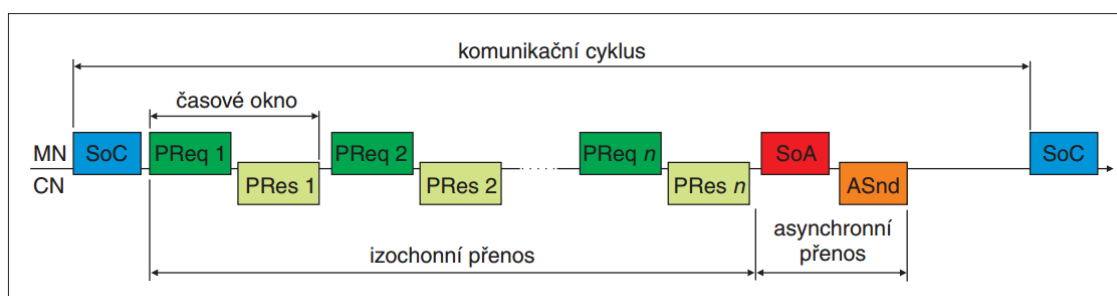 komunikační cyklus
časové okno
MN SoC PReq 1 PReq 2 PReq n SoA SoC
CN PRes 1 PRes 2 PRes n ASnd
izochonní přenos
asynchronní
přenos